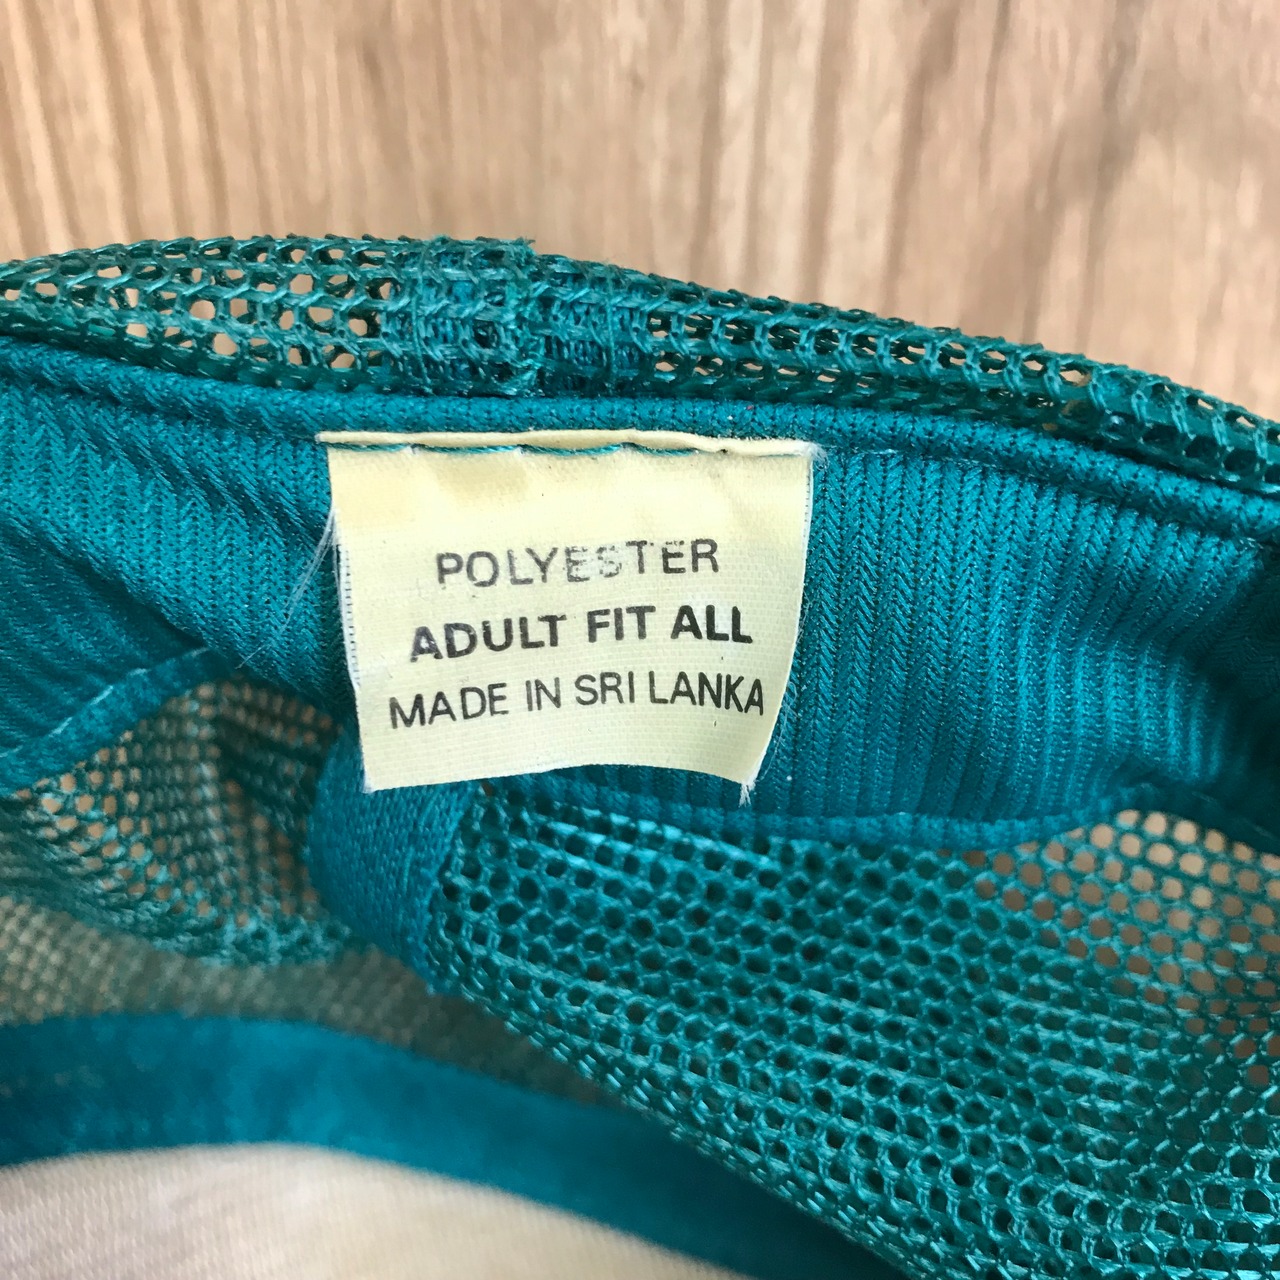 POLYESTER
ADULT FIT ALL
MADE IN SRI LANKA